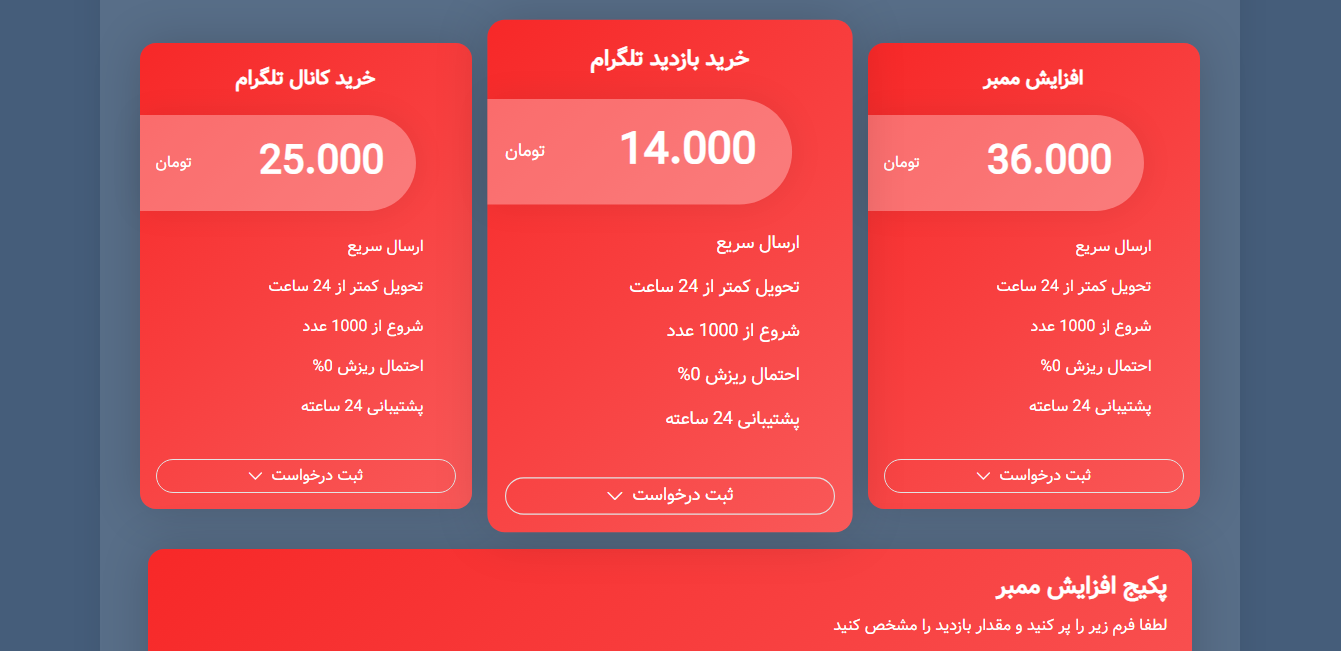 افزایش ممبر
36.000 تومان
ارسال سریع
تحویل کمتر از 24 ساعت
شروع از 1000 عدد
احتمال ریزش 0%
پشتیبانی 24 ساعته
ثبت درخواست
خرید بازدید تلگرام
14.000 تومان
ارسال سریع
تحویل کمتر از 24 ساعت
شروع از 1000 عدد
احتمال ریزش 0%
پشتیبانی 24 ساعته
ثبت درخواست
خرید کانال تلگرام
25.000 تومان
ارسال سریع
تحویل کمتر از 24 ساعت
شروع از 1000 عدد
احتمال ریزش 0%
پشتیبانی 24 ساعته
ثبت درخواست
پکیج افزایش ممبر
لطفا فرم زیر را پر کنید و مقدار بازدید را مشخص کنید